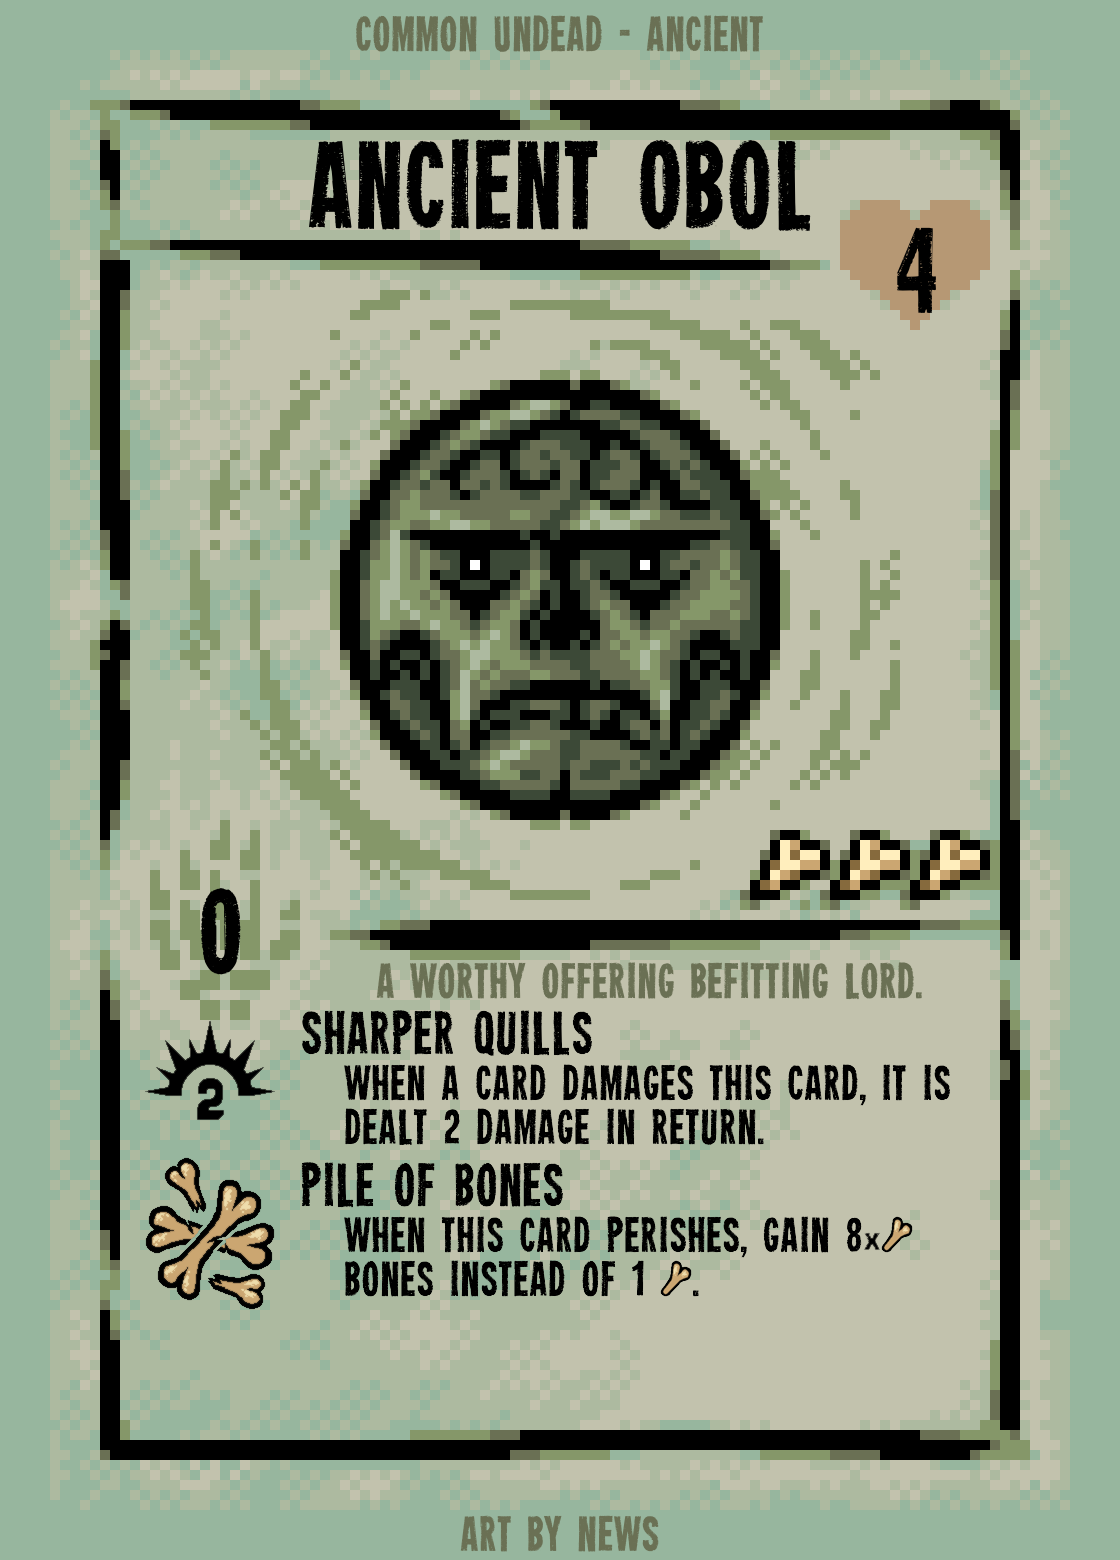 COMMON UNDEAD - ANCIENT
ANCIENT OBOL
4
0
A WORTHY OFFERING BEFITTING LORD.
SHARPER QUILLS
WHEN A CARD DAMAGES THIS CARD, IT IS
2
DEALT 2 DAMAGE IN RETURN.
PILE OF BONES
WHEN THIS CARD PERISHES, GAIN 8x
BONES INSTEAD OF 1 .
ART BY NEWS